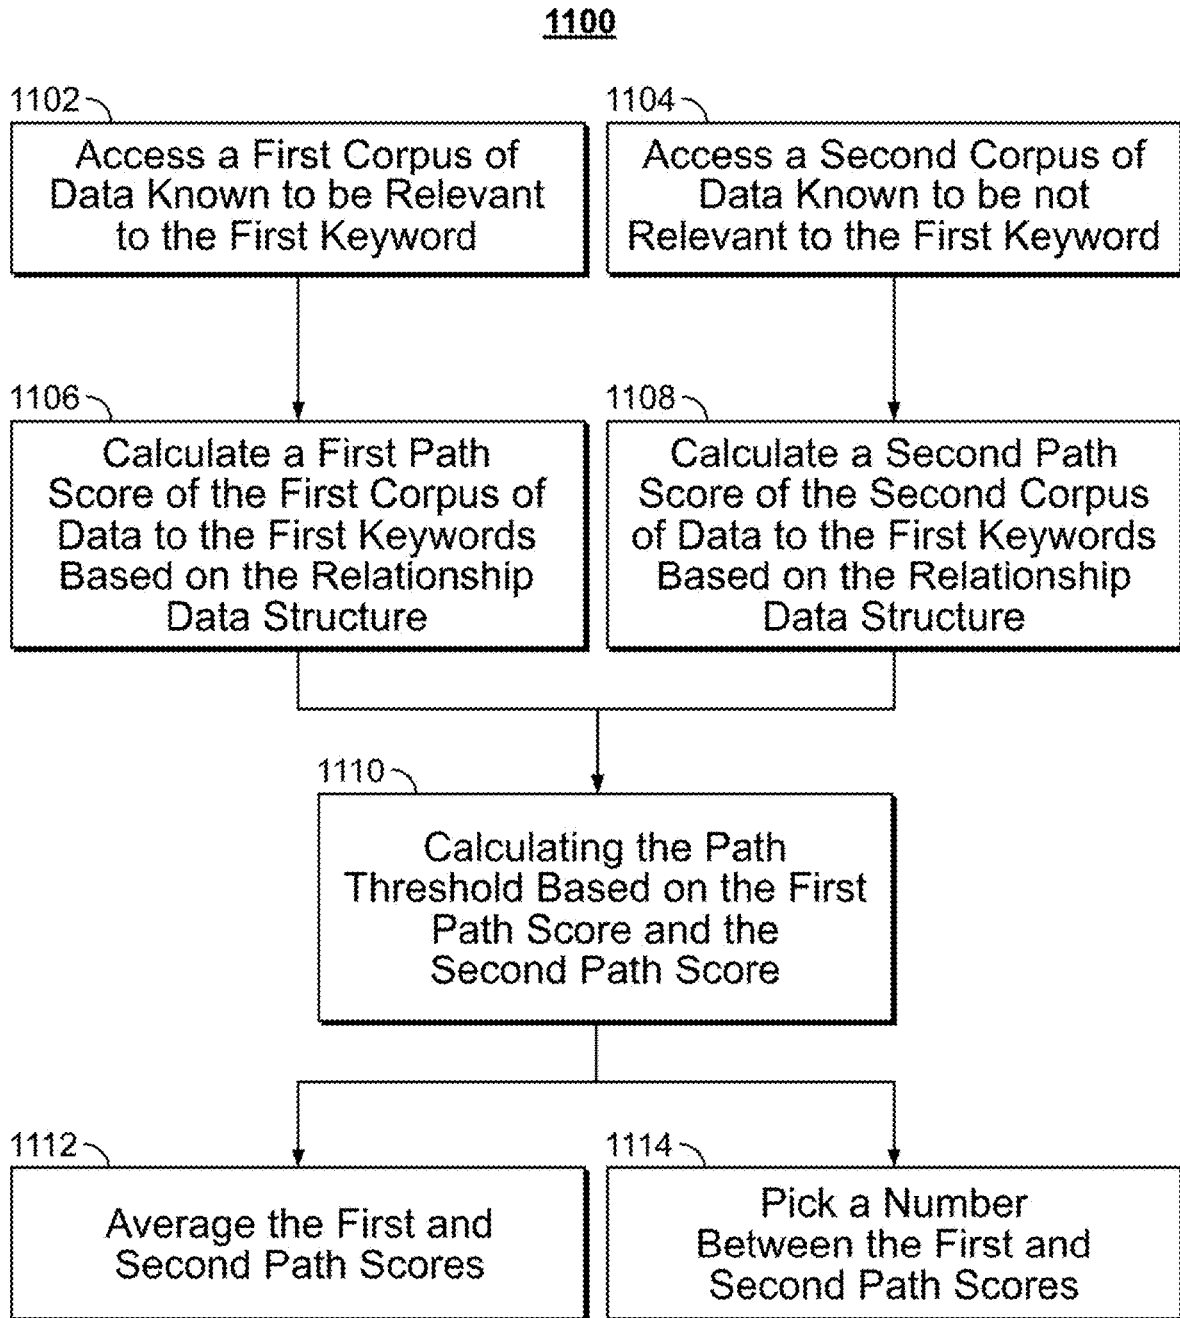 1100
1102
Access a First Corpus of
Data Known to be Relevant
to the First Keyword
1104
Access a Second Corpus of
Data Known to be not
Relevant to the First Keyword
1106
Calculate a First Path
Score of the First Corpus of
Data to the First Keywords
Based on the Relationship
Data Structure
1108
Calculate a Second Path
Score of the Second Corpus
of Data to the First Keywords
Based on the Relationship
Data Structure
1110
Calculating the Path
Threshold Based on the First
Path Score and the
Second Path Score
1112
Average the First and
Second Path Scores
1114
Pick a Number
Between the First and
Second Path Scores